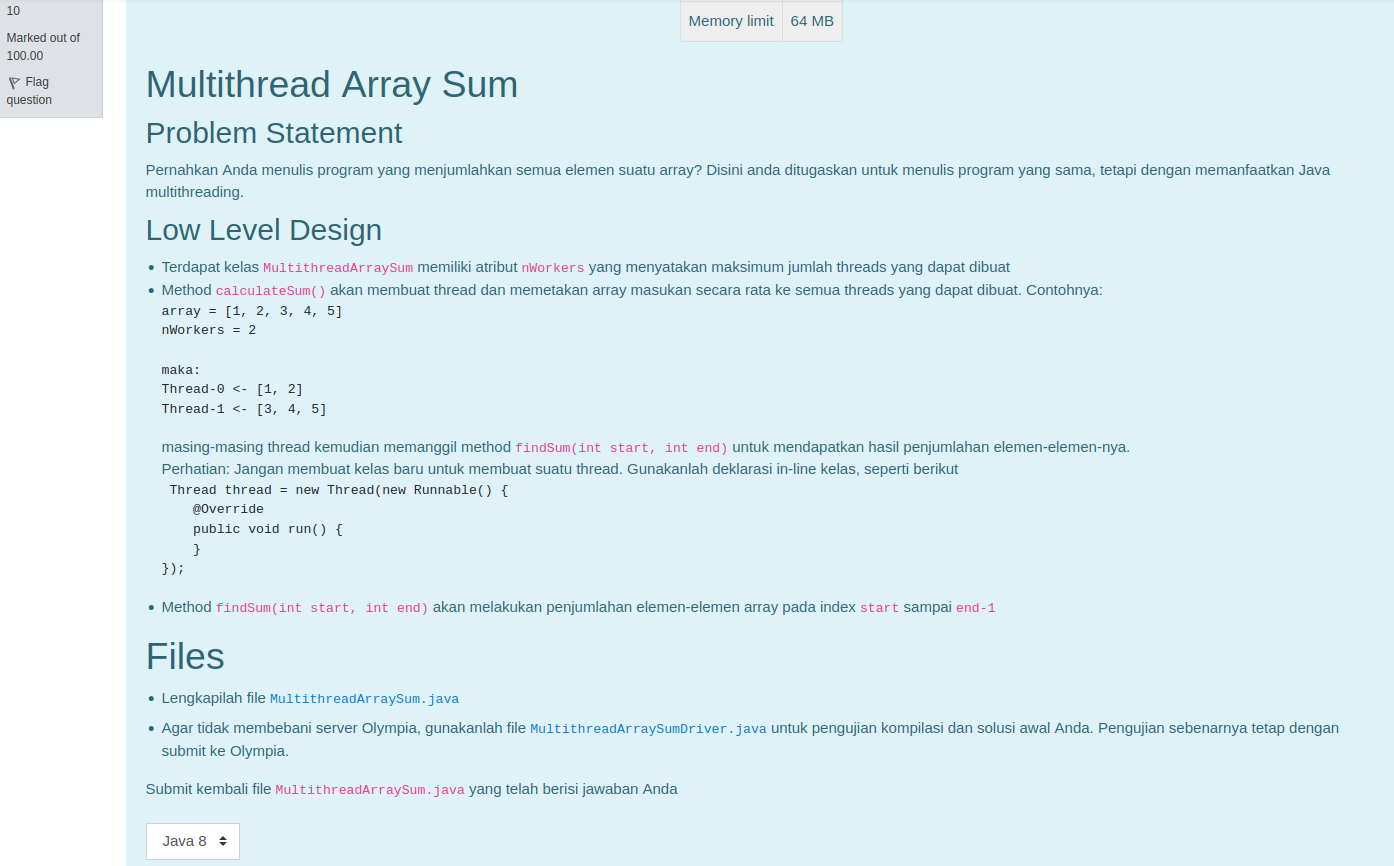 10
Marked out of
100.00
Flag
question
Memory limit 64 MB
Multithread Array Sum
Problem Statement
Pernahkan Anda menulis program yang menjumlahkan semua elemen suatu array? Disini anda ditugaskan untuk menulis program yang sama, tetapi dengan memanfaatkan Java
multithreading.
Low Level Design
• Terdapat kelas MultithreadArraySum memiliki atribut nWorkers yang menyatakan maksimum jumlah threads yang dapat dibuat
• Method calculateSum() akan membuat thread dan memetakan array masukan secara rata ke semua threads yang dapat dibuat. Contohnya:
array = [1, 2, 3, 4, 5]
nWorkers = 2
maka:
Thread-0 <- [1, 2]
Thread-1 <- [3, 4, 5]
masing-masing thread kemudian memanggil method findSum(int start, int end) untuk mendapatkan hasil penjumlahan elemen-elemen-nya.
Perhatian: Jangan membuat kelas baru untuk membuat suatu thread. Gunakanlah deklarasi in-line kelas, seperti berikut
Thread thread = new Thread(new Runnable() {
@Override
public void run() {
}
});
• Method findSum(int start, int end) akan melakukan penjumlahan elemen-elemen array pada index start sampai end-1
Files
• Lengkapilah file MultithreadArraySum.java
• Agar tidak membebani server Olympia, gunakanlah file MultithreadArraySumDriver.java untuk pengujian kompilasi dan solusi awal Anda. Pengujian sebenarnya tetap dengan
submit ke Olympia.
Submit kembali file MultithreadArraySum.java yang telah berisi jawaban Anda
Java 8